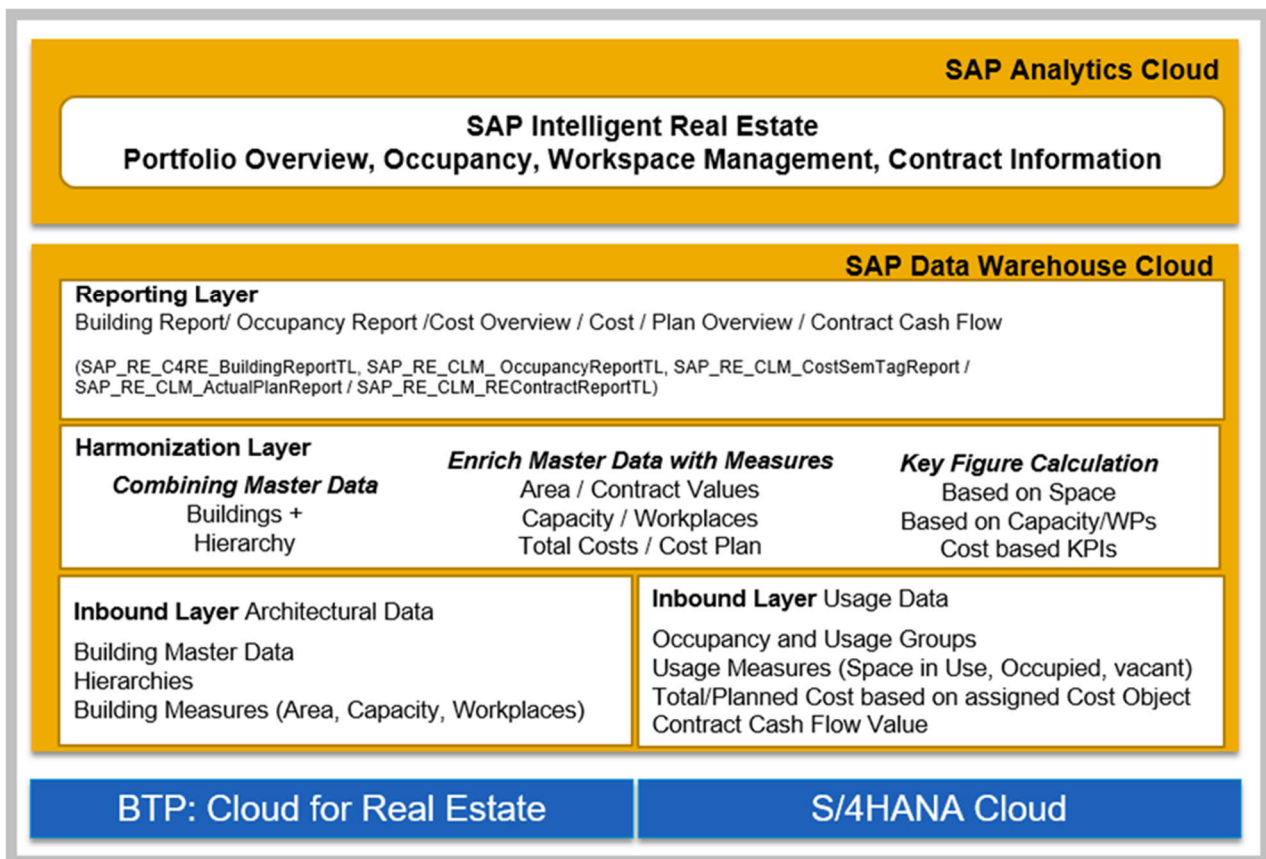 SAP Analytics Cloud
SAP Intelligent Real Estate
Portfolio Overview, Occupancy, Workspace Management, Contract Information
SAP Data Warehouse Cloud
Reporting Layer
Building Report/ Occupancy Report /Cost Overview / Cost / Plan Overview / Contract Cash Flow
(SAP_RE_C4RE_BuildingReportTL, SAP_RE_CLM_ OccupancyReportTL, SAP_RE_CLM_CostSemTagReport /
SAP_RE_CLM_ActualPlanReport / SAP_RE_CLM_REContractReportTL)
Harmonization Layer
Combining Master Data
Buildings +
Hierarchy
Enrich Master Data with Measures
Area / Contract Values
Capacity / Workplaces
Total Costs / Cost Plan
Key Figure Calculation
Based on Space
Based on Capacity/WPs
Cost based KPIs
Inbound Layer Architectural Data
Building Master Data
Hierarchies
Building Measures (Area, Capacity, Workplaces)
Inbound Layer Usage Data
Occupancy and Usage Groups
Usage Measures (Space in Use, Occupied, vacant)
Total/Planned Cost based on assigned Cost Object
Contract Cash Flow Value
BTP: Cloud for Real Estate
S/4HANA Cloud